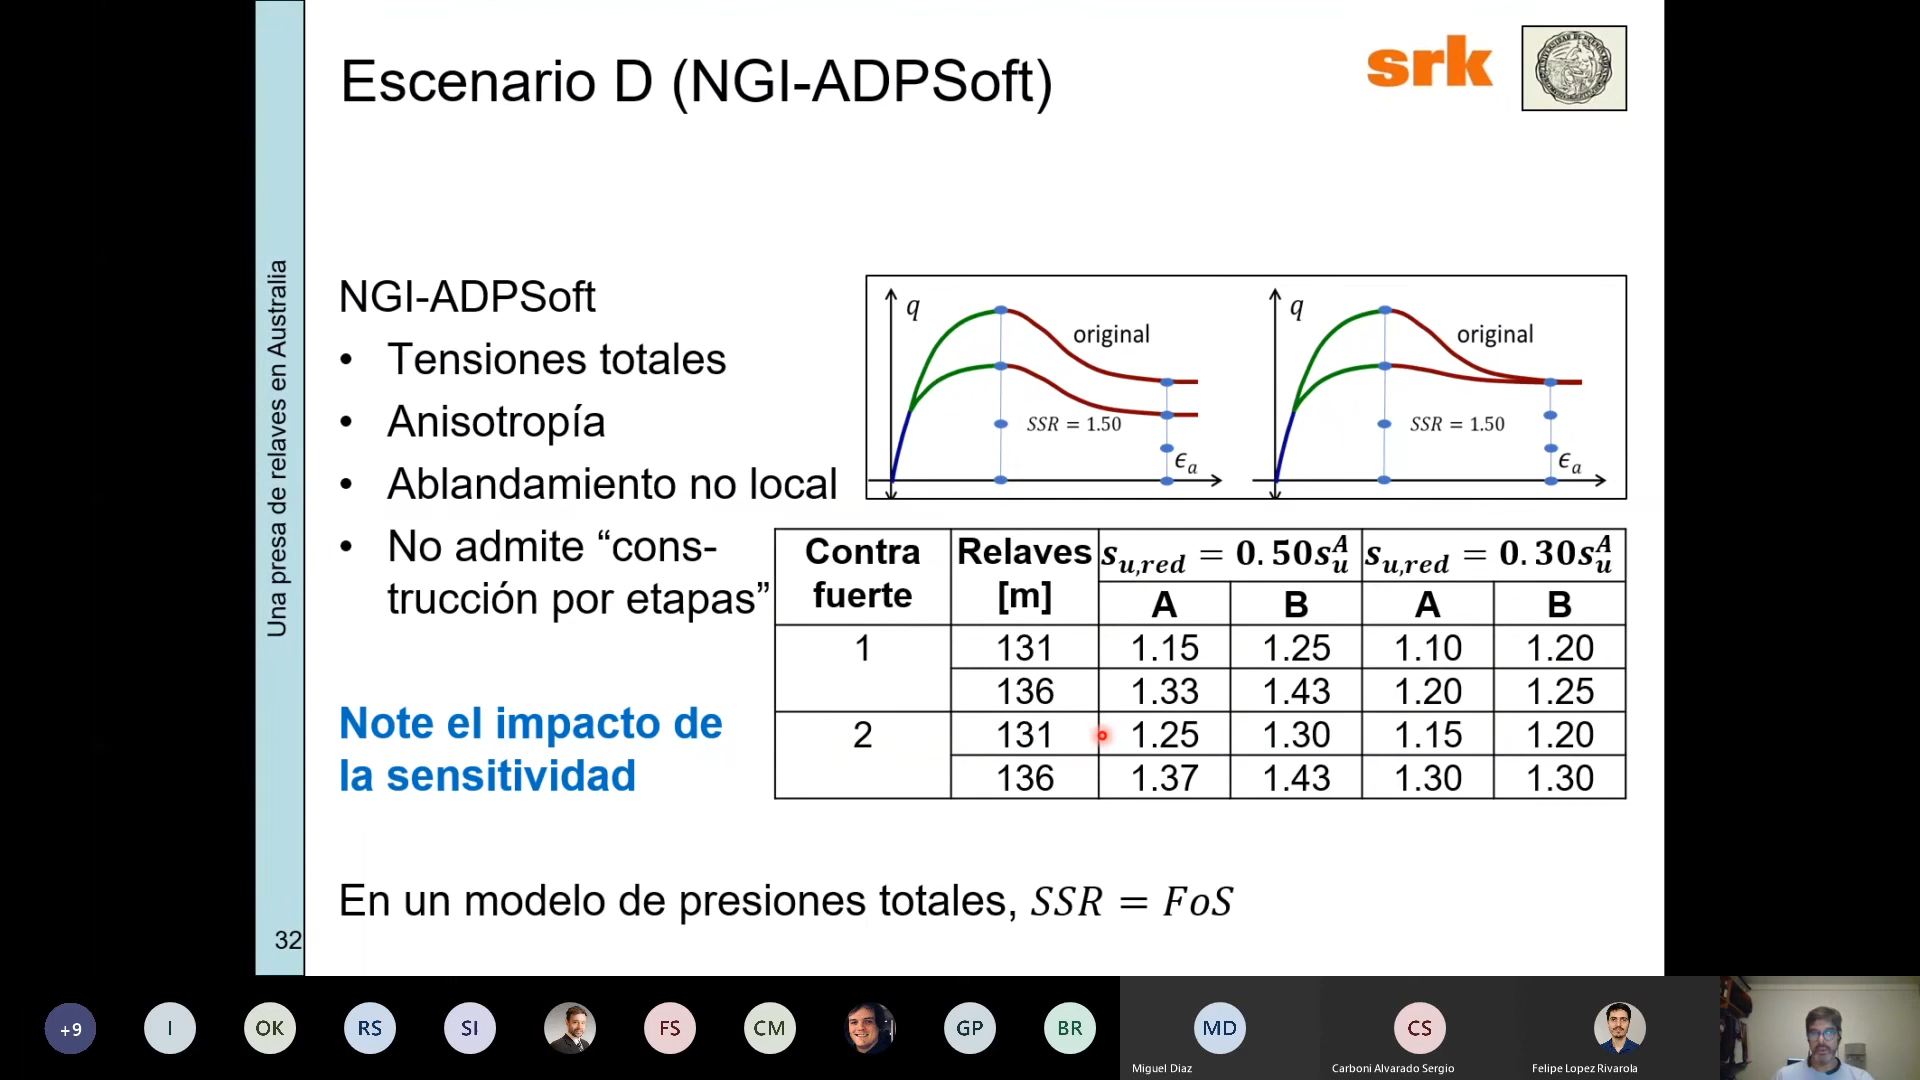 Escenario D (NGI-ADPSoft)
srk
Una presa de relaves en Australia
NGI-ADPSoft
• Tensiones totales
• Anisotropía
• Ablandamiento no local
• No admite “cons-
trucción por etapas”
Note el impacto de
la sensitividad
q
original
SSR = 1.50
ϵa
q
original
SSR = 1.50
ϵa
Contra fuerte Relaves [m] su,red = 0.50suA su,red = 0.30suA
A B A B
1 131 1.15 1.25 1.10 1.20
136 1.33 1.43 1.20 1.25
2 131 1.25 1.30 1.15 1.20
136 1.37 1.43 1.30 1.30
En un modelo de presiones totales, SSR = FoS
32
+9 I OK RS SI FS CM GP BR MD CS
Miguel Diaz
Carboni Alvarado Sergio
Felipe Lopez Rivarola